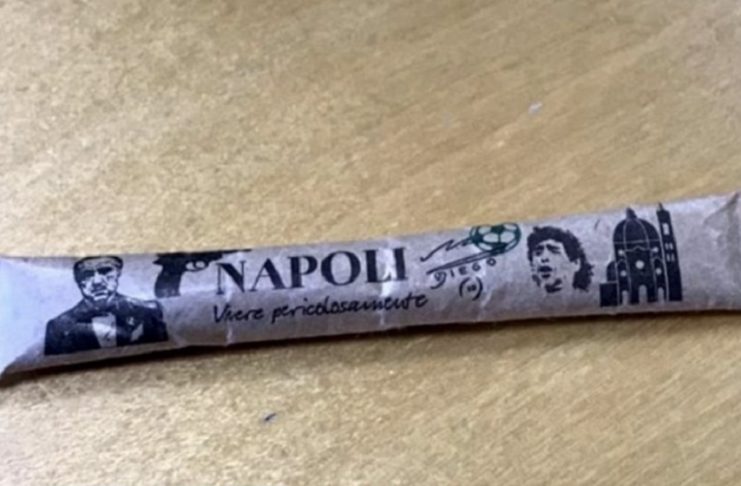 NAPOLI
Vivere pericolosamente
DIEGO
(10)